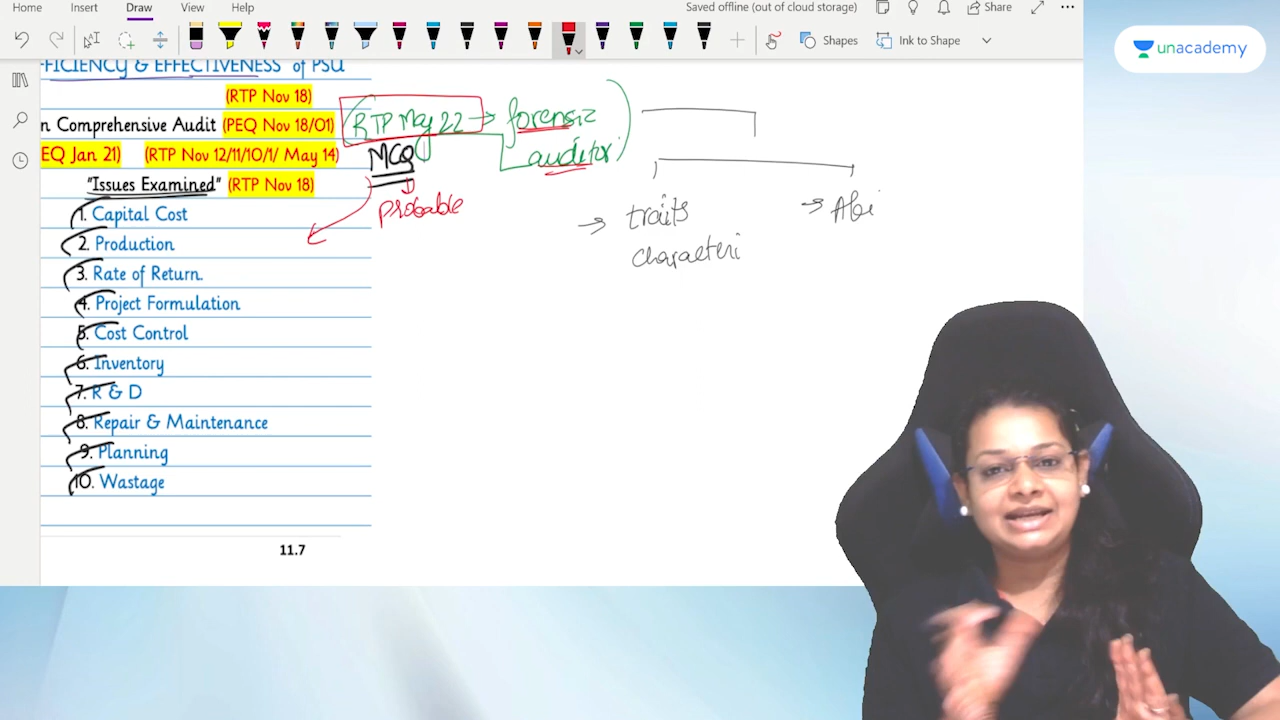 Home Insert Draw View Help Saved offline (out of cloud storage) Share
Shapes Ink to Shape
FICIENCY & EFFECTIVENESS of PSU
(RTP Nov 18)
n Comprehensive Audit (PEQ Nov 18/01)
EQ Jan 21) (RTP Nov 12/11/10/1/ May 14)
"Issues Examined" (RTP Nov 18)
1. Capital Cost
2. Production
3. Rate of Return.
4. Project Formulation
5. Cost Control
6. Inventory
7. R & D
8. Repair & Maintenance
9. Planning
10. Wastage
11.7
(RTP May 22 → forensic
auditor)
MCQ
probable
→ traits
characteri
→ Abi
unacademy